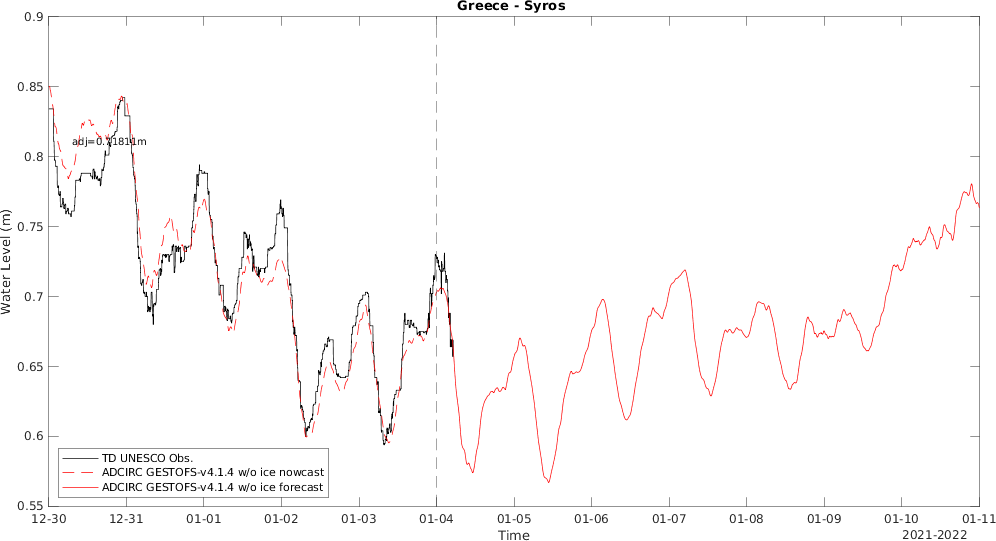 Greece - Syros
0.9
0.85
0.8
0.75
0.7
0.65
0.6
0.55
Water Level (m)
adj=0.71811m
TD UNESCO Obs.
ADCIRC GESTOFS-v4.1.4 w/o ice nowcast
ADCIRC GESTOFS-v4.1.4 w/o ice forecast
12-30 12-31 01-01 01-02 01-03 01-04 01-05 01-06 01-07 01-08 01-09 01-10 01-11
Time
2021-2022